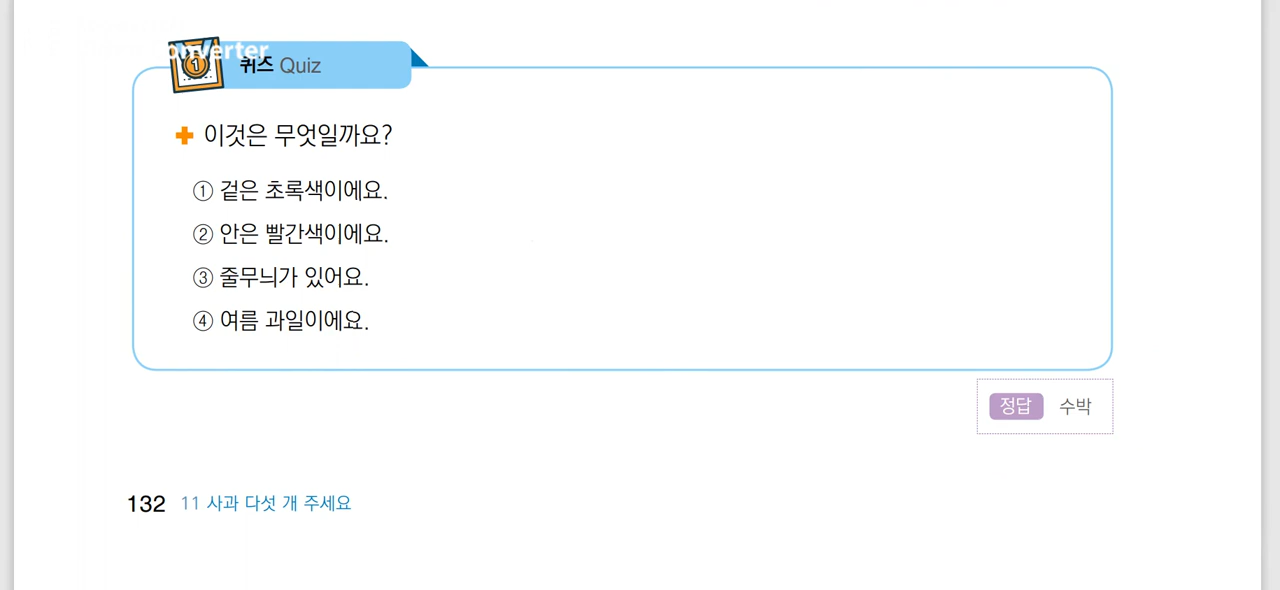 onverter
1
퀴즈 Quiz
이것은 무엇일까요?
① 겉은 초록색이에요.
② 안은 빨간색이에요.
③ 줄무늬가 있어요.
④ 여름 과일이에요.
정답 수박
132 11 사과 다섯 개 주세요